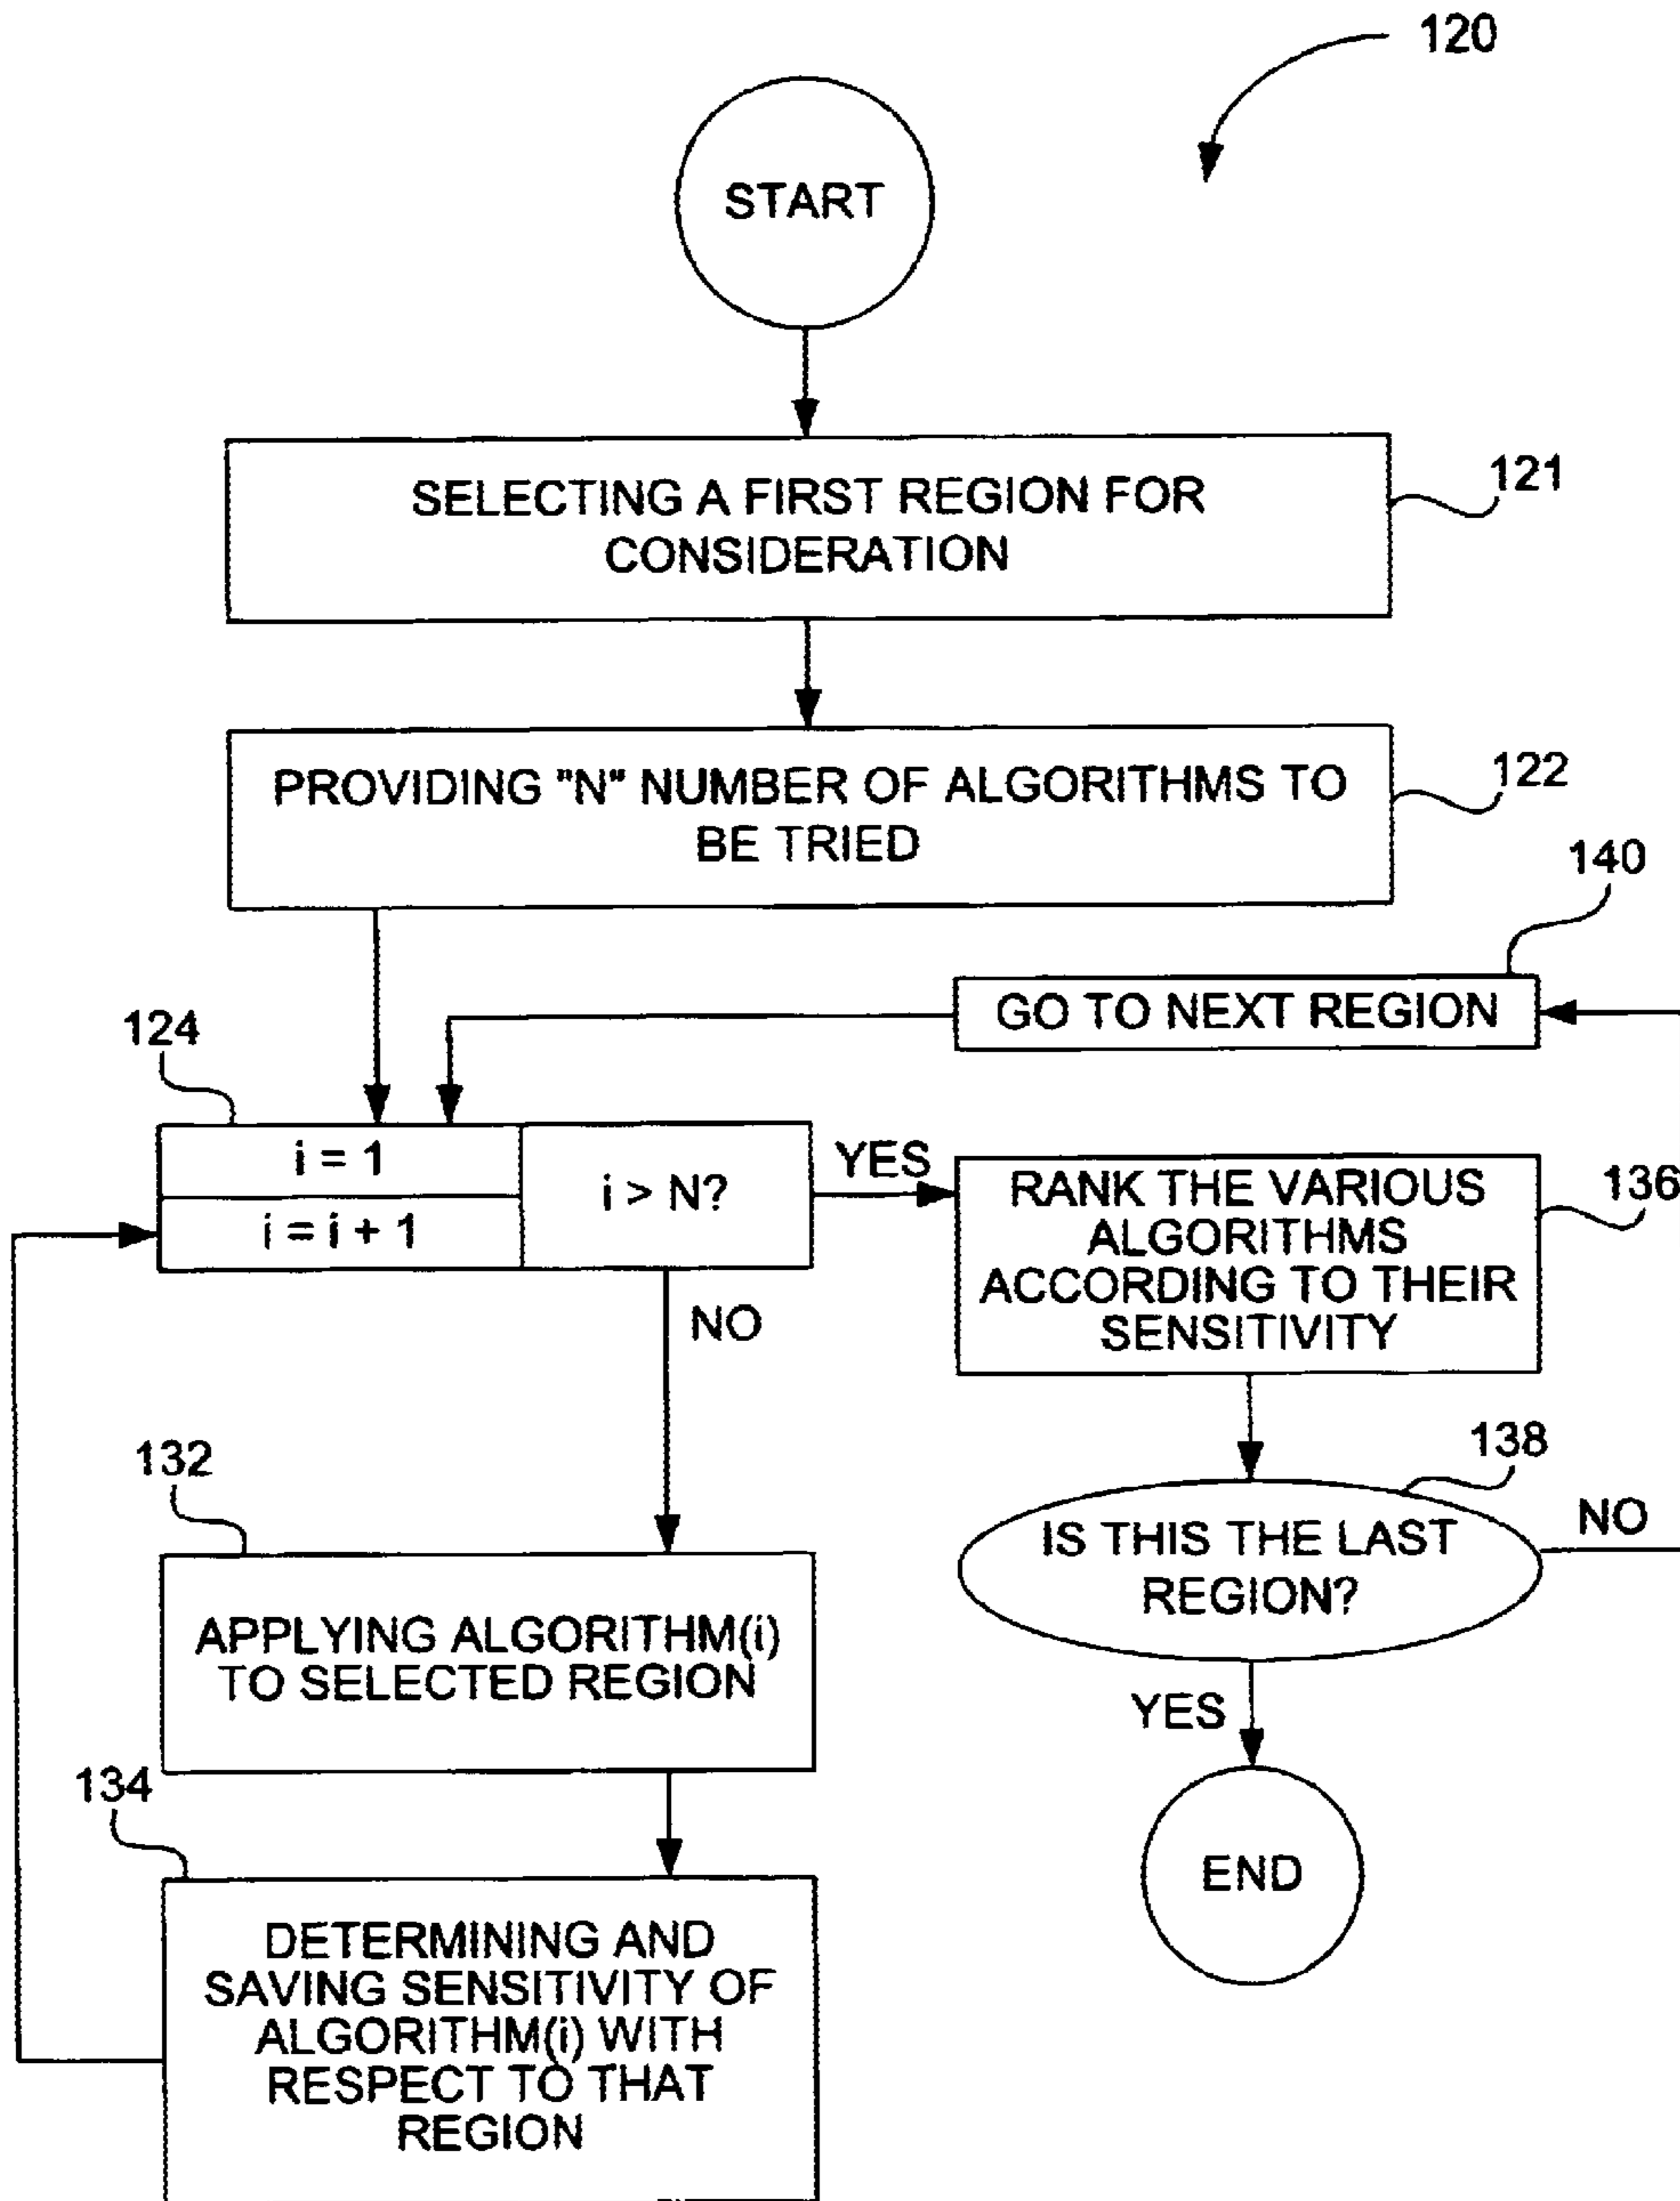 120
START
SELECTING A FIRST REGION FOR
CONSIDERATION
121
PROVIDING "N" NUMBER OF ALGORITHMS TO
BE TRIED
122
140
GO TO NEXT REGION
124
i = 1
i = i + 1
i > N?
YES
NO
RANK THE VARIOUS
ALGORITHMS
ACCORDING TO THEIR
SENSITIVITY
136
132
APPLYING ALGORITHM(i)
TO SELECTED REGION
138
IS THIS THE LAST
REGION?
NO
YES
END
134
DETERMINING AND
SAVING SENSITIVITY OF
ALGORITHM(i) WITH
RESPECT TO THAT
REGION